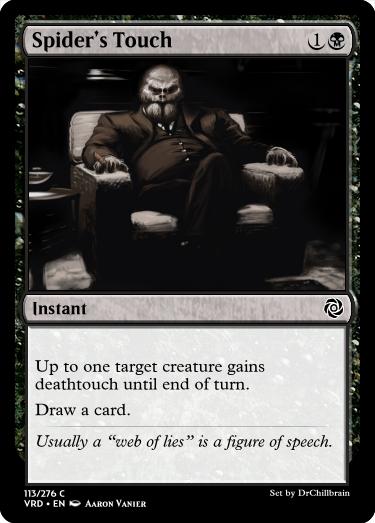 Spider's Touch 1
Instant
Up to one target creature gains
deathtouch until end of turn.
Draw a card.
Usually a “web of lies” is a figure of speech.
113/276 C
Set by DrChillbrain
VRD • EN Aaron Vanier